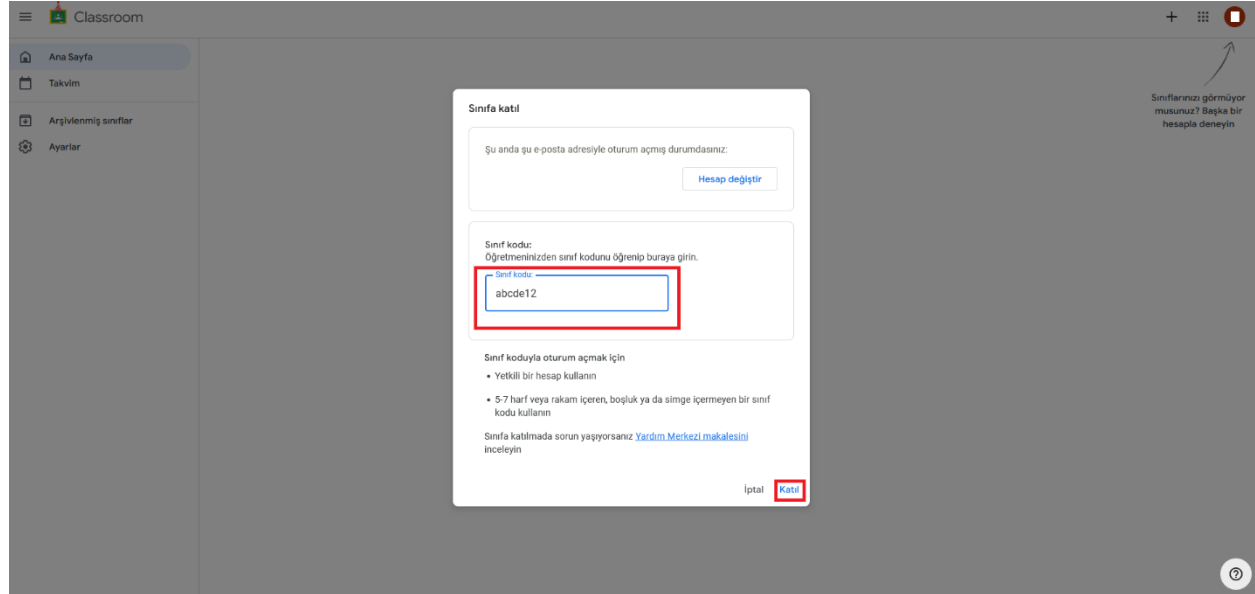 Classroom
Ana Sayfa
Takvim
Arşivlenmiş sınıflar
Ayarlar
Sınıflarınızı görmüyor
musunuz? Başka bir
hesapla deneyin
Sınıfa katıl
Şu anda şu e-posta adresiyle oturum açmış durumdasınız:
Hesap değiştir
Sınıf kodu:
Öğretmeninizden sınıf kodunu öğrenip buraya girin.
Sınıf kodu:
abcde12
Sınıf koduyla oturum açmak için
• Yetkili bir hesap kullanın
• 5-7 harf veya rakam içeren, boşluk ya da simge içermeyen bir sınıf
kodu kullanın
Sınıfa katılmada sorun yaşıyorsanız Yardım Merkezi makalesini
inceleyin
İptal Katıl